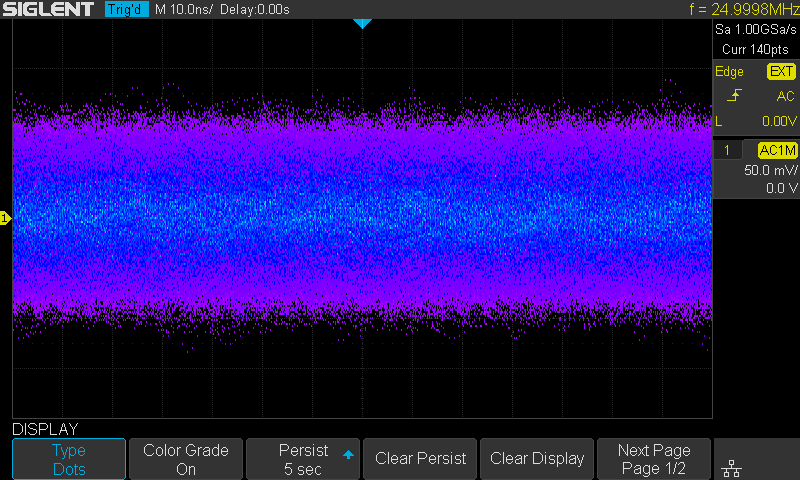 SIGLENT Trig'd M 10.0ns/ Delay:0.00s f = 24.9998MHz
Sa 1.00GSa/s
Curr 140pts
Edge EXT
AC
L 0.00V
1 AC1M
50.0 mV/
0.0 V
1
DISPLAY
Type
Dots
Color Grade
On
Persist
5 sec
Clear Persist
Clear Display
Next Page
Page 1/2